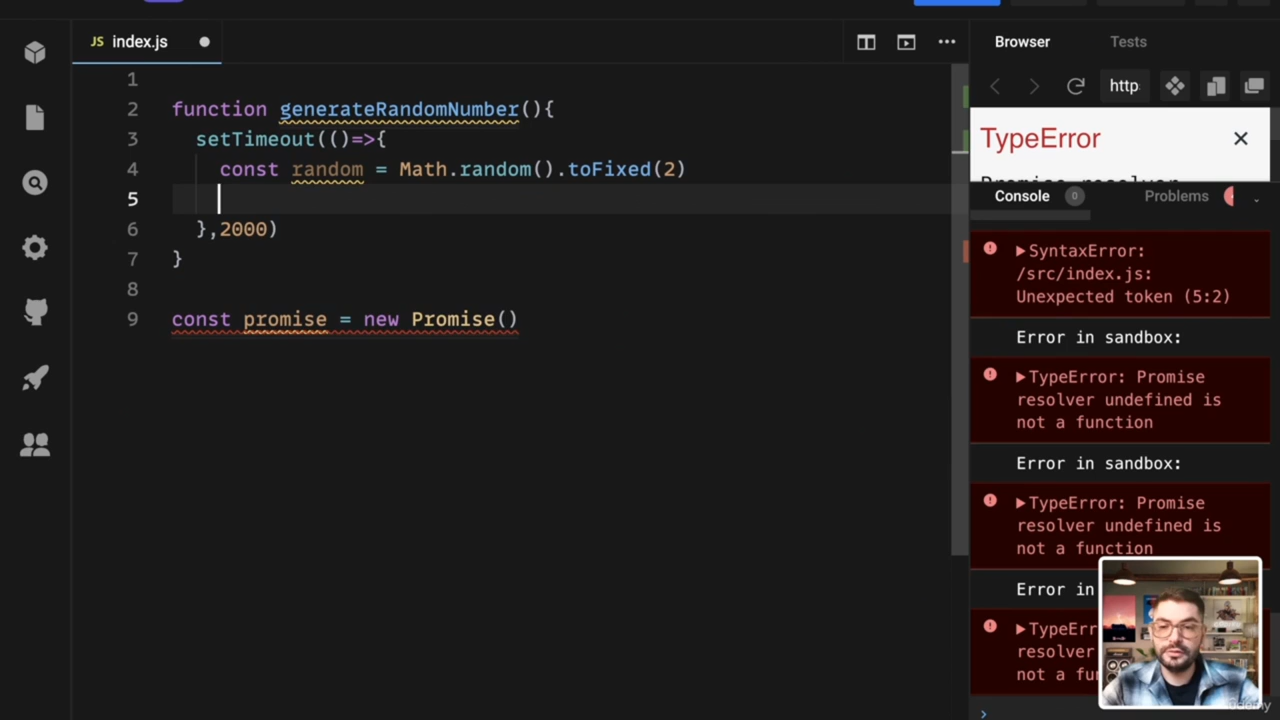 JS index.js
Browser Tests
http
1
2 function generateRandomNumber(){
3 setTimeout(()=>{
4 const random = Math.random().toFixed(2)
5
6 },2000)
7 }
8
9 const promise = new Promise()
TypeError
Console 0 Problems
SyntaxError:
/src/index.js:
Unexpected token (5:2)
Error in sandbox:
TypeError: Promise
resolver undefined is
not a function
Error in sandbox:
TypeError: Promise
resolver undefined is
not a function
Error in
TypeErr
resolver
not a fu